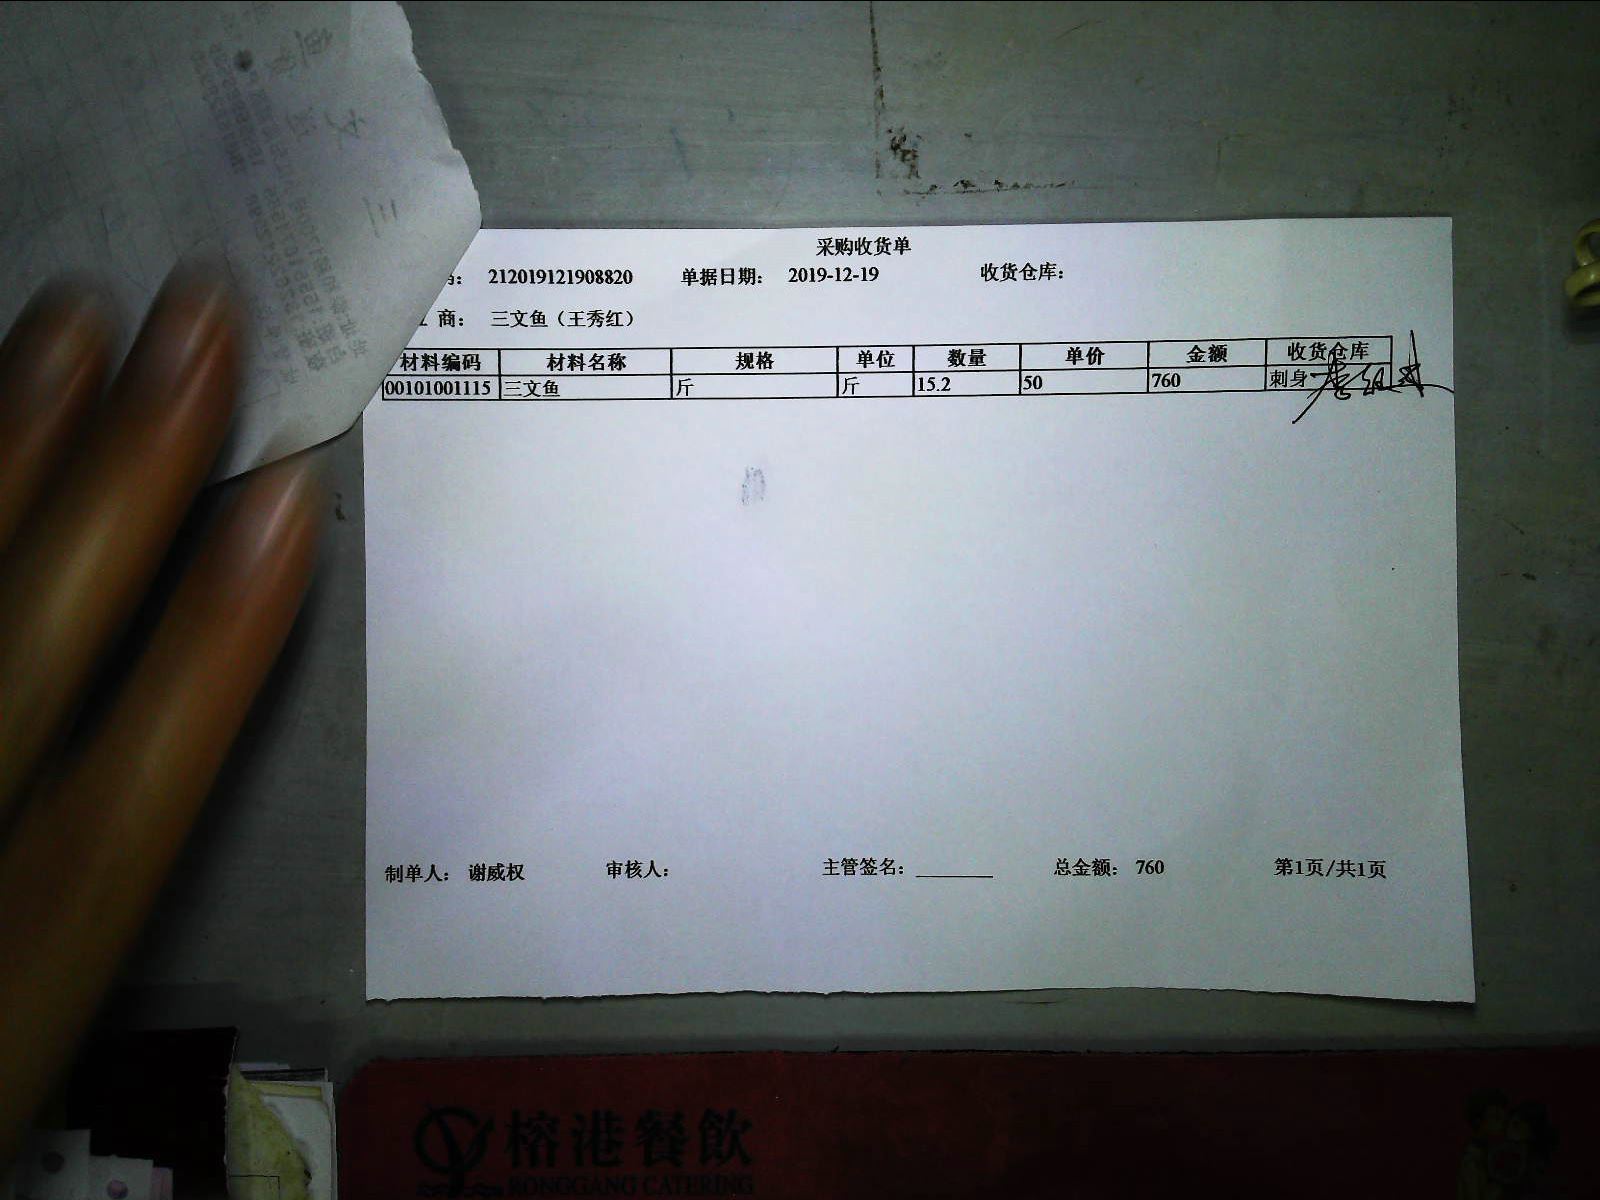 采购收货单
212019121908820 单据日期: 2019-12-19 收货仓库:
商: 三文鱼（王秀红）
材料编码 材料名称 规格 单位 数量 单价 金额 收货仓库
00101001115 三文鱼 斤 斤 15.2 50 760 刺身
制单人: 谢威权 审核人: 主管签名: 总金额: 760 第1页/共1页
榕港餐飲
RONGGANG CATERING